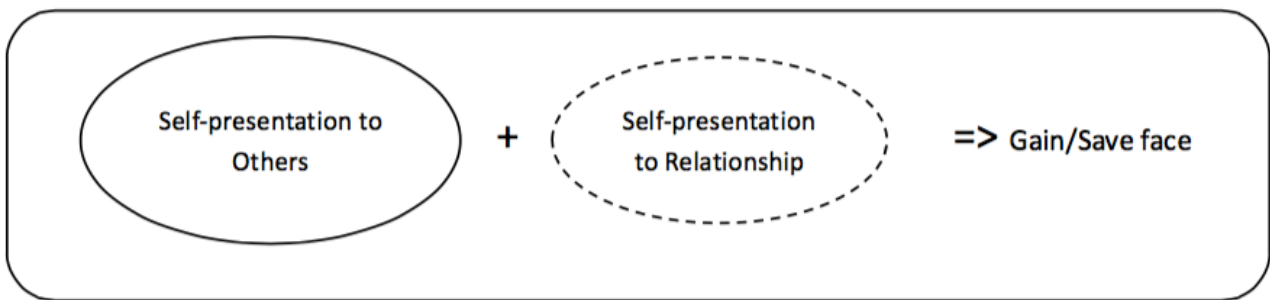 Self-presentation to
Others
+
Self-presentation
to Relationship
=> Gain/Save face